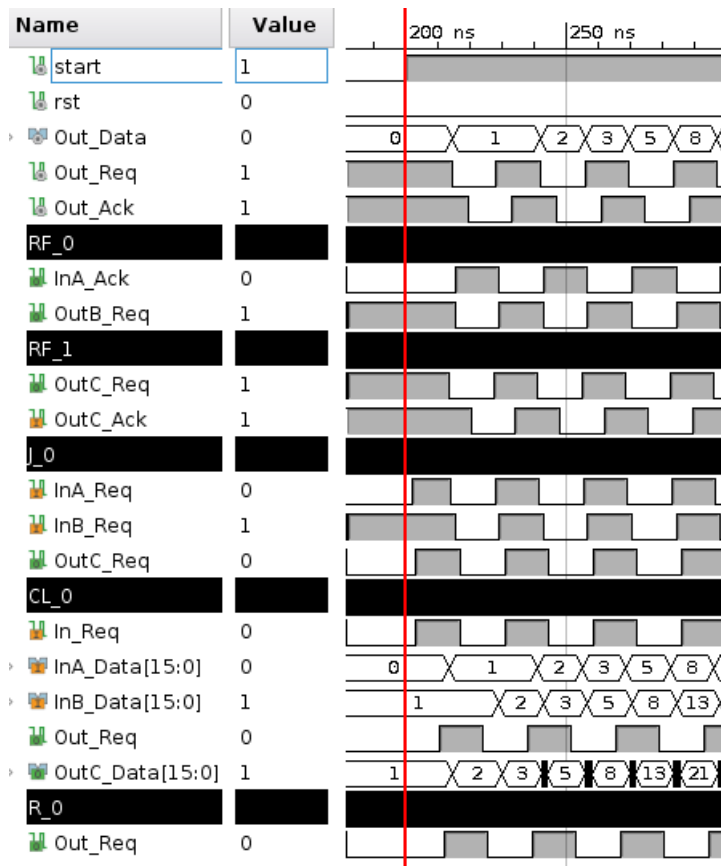 Name Value 200 ns 250 ns
start 1
rst 0
Out_Data 0 0 1 2 3 5 8
Out_Req 1
Out_Ack 1
RF_0
InA_Ack 0
OutB_Req 1
RF_1
OutC_Req 1
OutC_Ack 1
J_0
InA_Req 0
InB_Req 1
OutC_Req 0
CL_0
In_Req 0
InA_Data[15:0] 0 0 1 2 3 5 8
InB_Data[15:0] 1 1 2 3 5 8 13
Out_Req 0
OutC_Data[15:0] 1 1 2 3 5 8 13 21
R_0
Out_Req 0